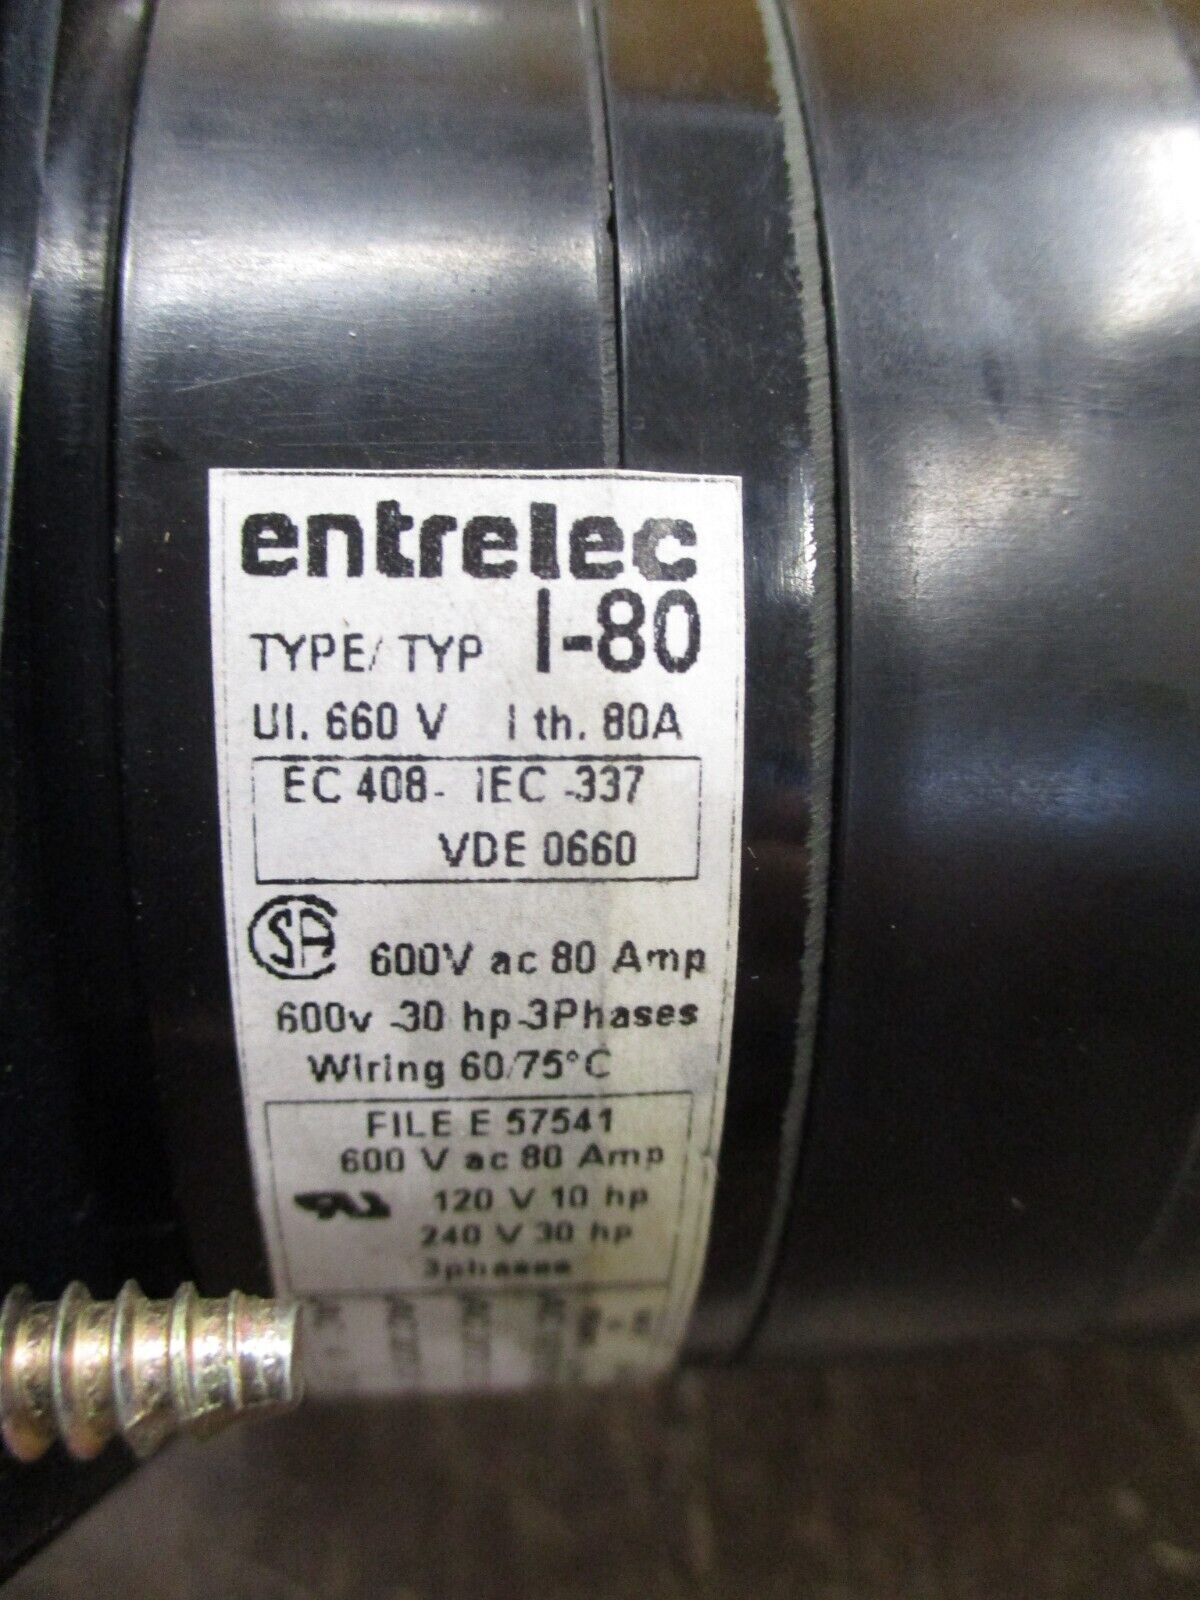 entrelec
TYPE/ TYP I-80
UI. 660 V I th. 80A
EC 408- IEC -337
VDE 0660
SA 600V ac 80 Amp
600v -30 hp-3Phases
Wiring 60/75°C
FILE E 57541
600 V ac 80 Amp
RU 120 V 10 hp
240 V 30 hp
3phases